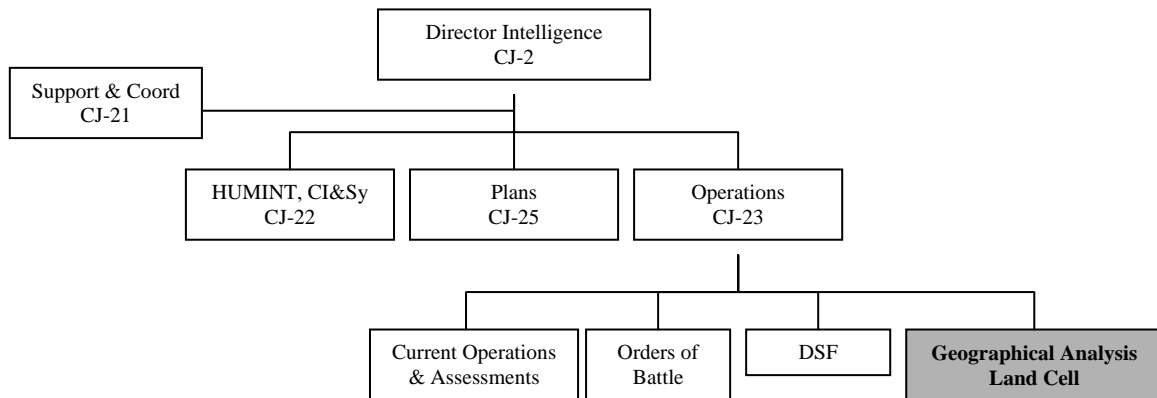 Director Intelligence
CJ-2
Support & Coord
CJ-21
HUMINT, CI&Sy
CJ-22
Plans
CJ-25
Operations
CJ-23
Current Operations
& Assessments
Orders of
Battle
DSF
Geographical Analysis
Land Cell